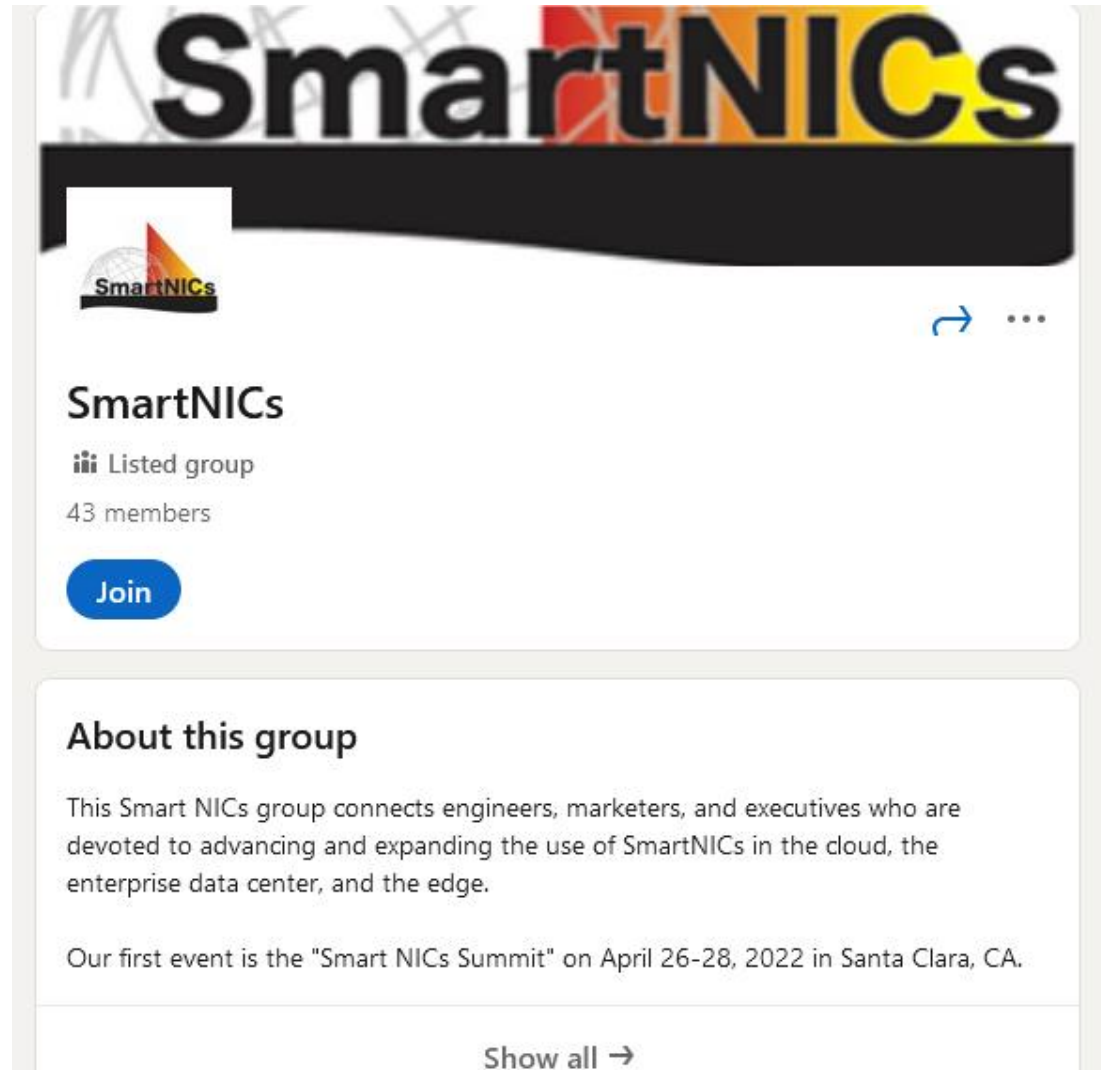 SmartNICs
SmartNICs
SmartNICs
Listed group
43 members
Join
About this group
This Smart NICs group connects engineers, marketers, and executives who are
devoted to advancing and expanding the use of SmartNICs in the cloud, the
enterprise data center, and the edge.
Our first event is the "Smart NICs Summit" on April 26-28, 2022 in Santa Clara, CA.
Show all →